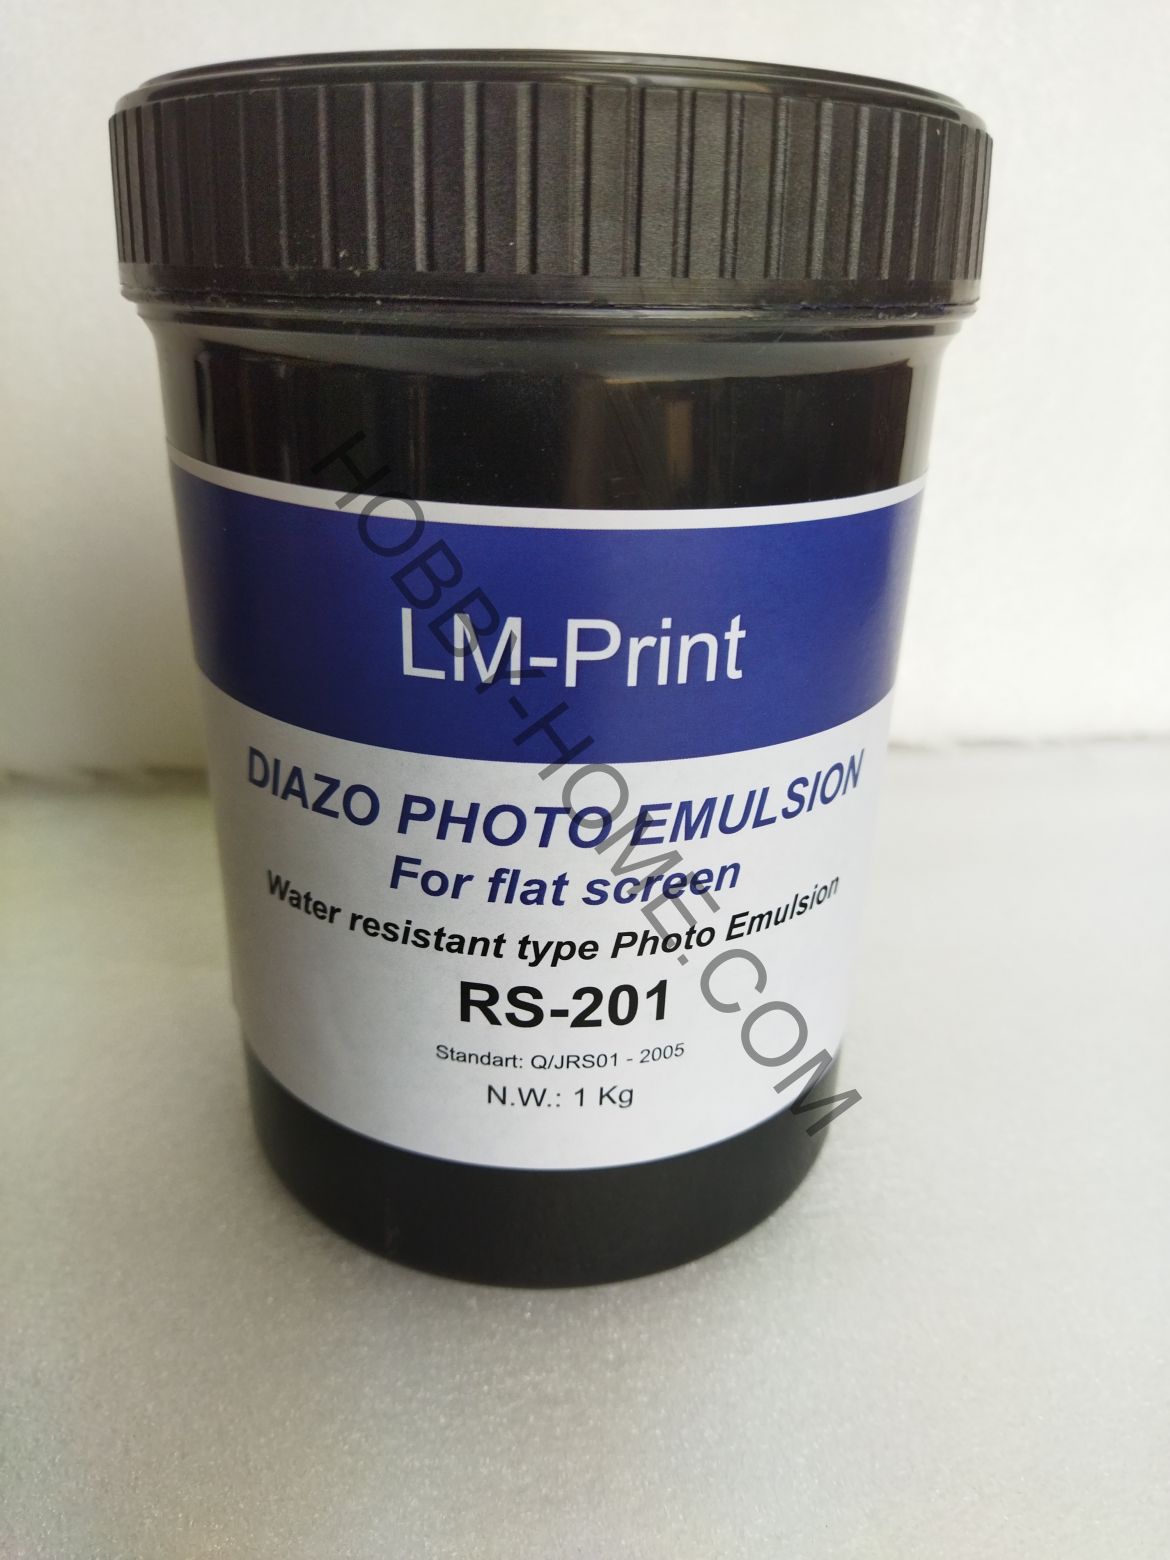 LM-Print
DIAZO PHOTO EMULSION
For flat screen
Water resistant type Photo Emulsion
RS-201
Standart: Q/JRS01 - 2005
N.W.: 1 Kg
HOBBY-HOME.COM